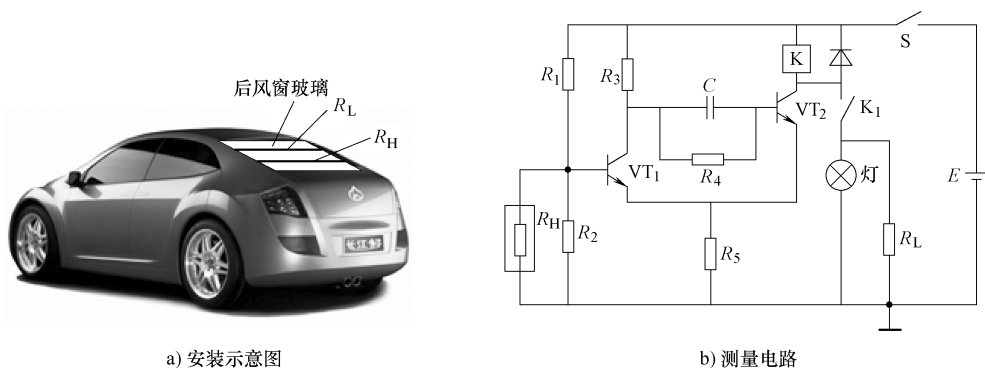 后风窗玻璃
R_L
R_H
a) 安装示意图
R_1
R_3
C
K
S
VT_2
K_1
VT_1
R_4
灯
E
R_H
R_2
R_5
R_L
b) 测量电路